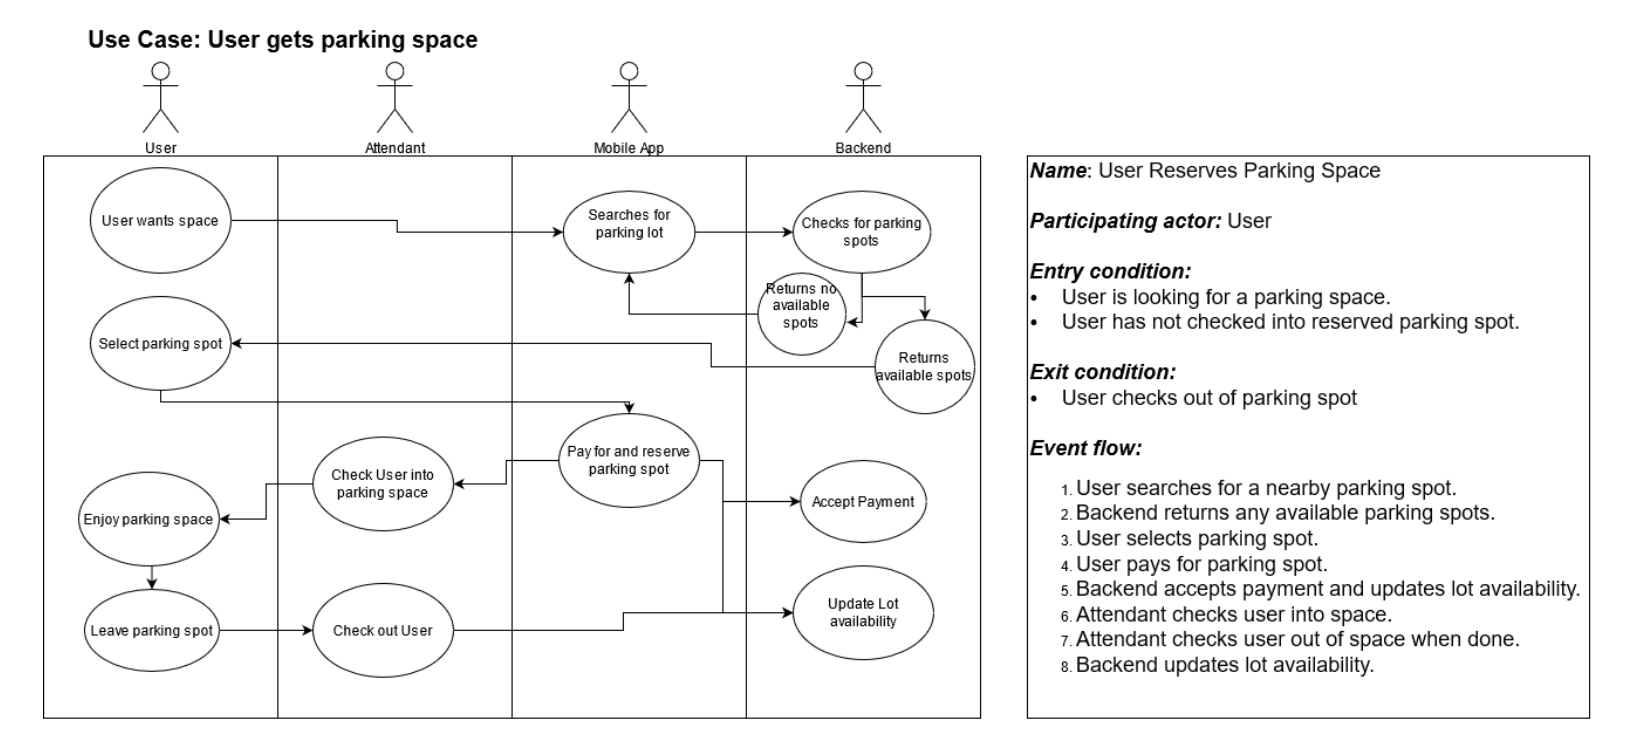 Use Case: User gets parking space
User
Attendant
Mobile App
Backend
User wants space
Searches for
parking lot
Checks for parking
spots
Returns no
available
spots
Select parking spot
Returns
available spots
Pay for and reserve
parking spot
Check User into
parking space
Accept Payment
Enjoy parking space
Leave parking spot
Check out User
Update Lot
availability
Name: User Reserves Parking Space
Participating actor: User
Entry condition:
• User is looking for a parking space.
• User has not checked into reserved parking spot.
Exit condition:
• User checks out of parking spot
Event flow:
1. User searches for a nearby parking spot.
2. Backend returns any available parking spots.
3. User selects parking spot.
4. User pays for parking spot.
5. Backend accepts payment and updates lot availability.
6. Attendant checks user into space.
7. Attendant checks user out of space when done.
8. Backend updates lot availability.